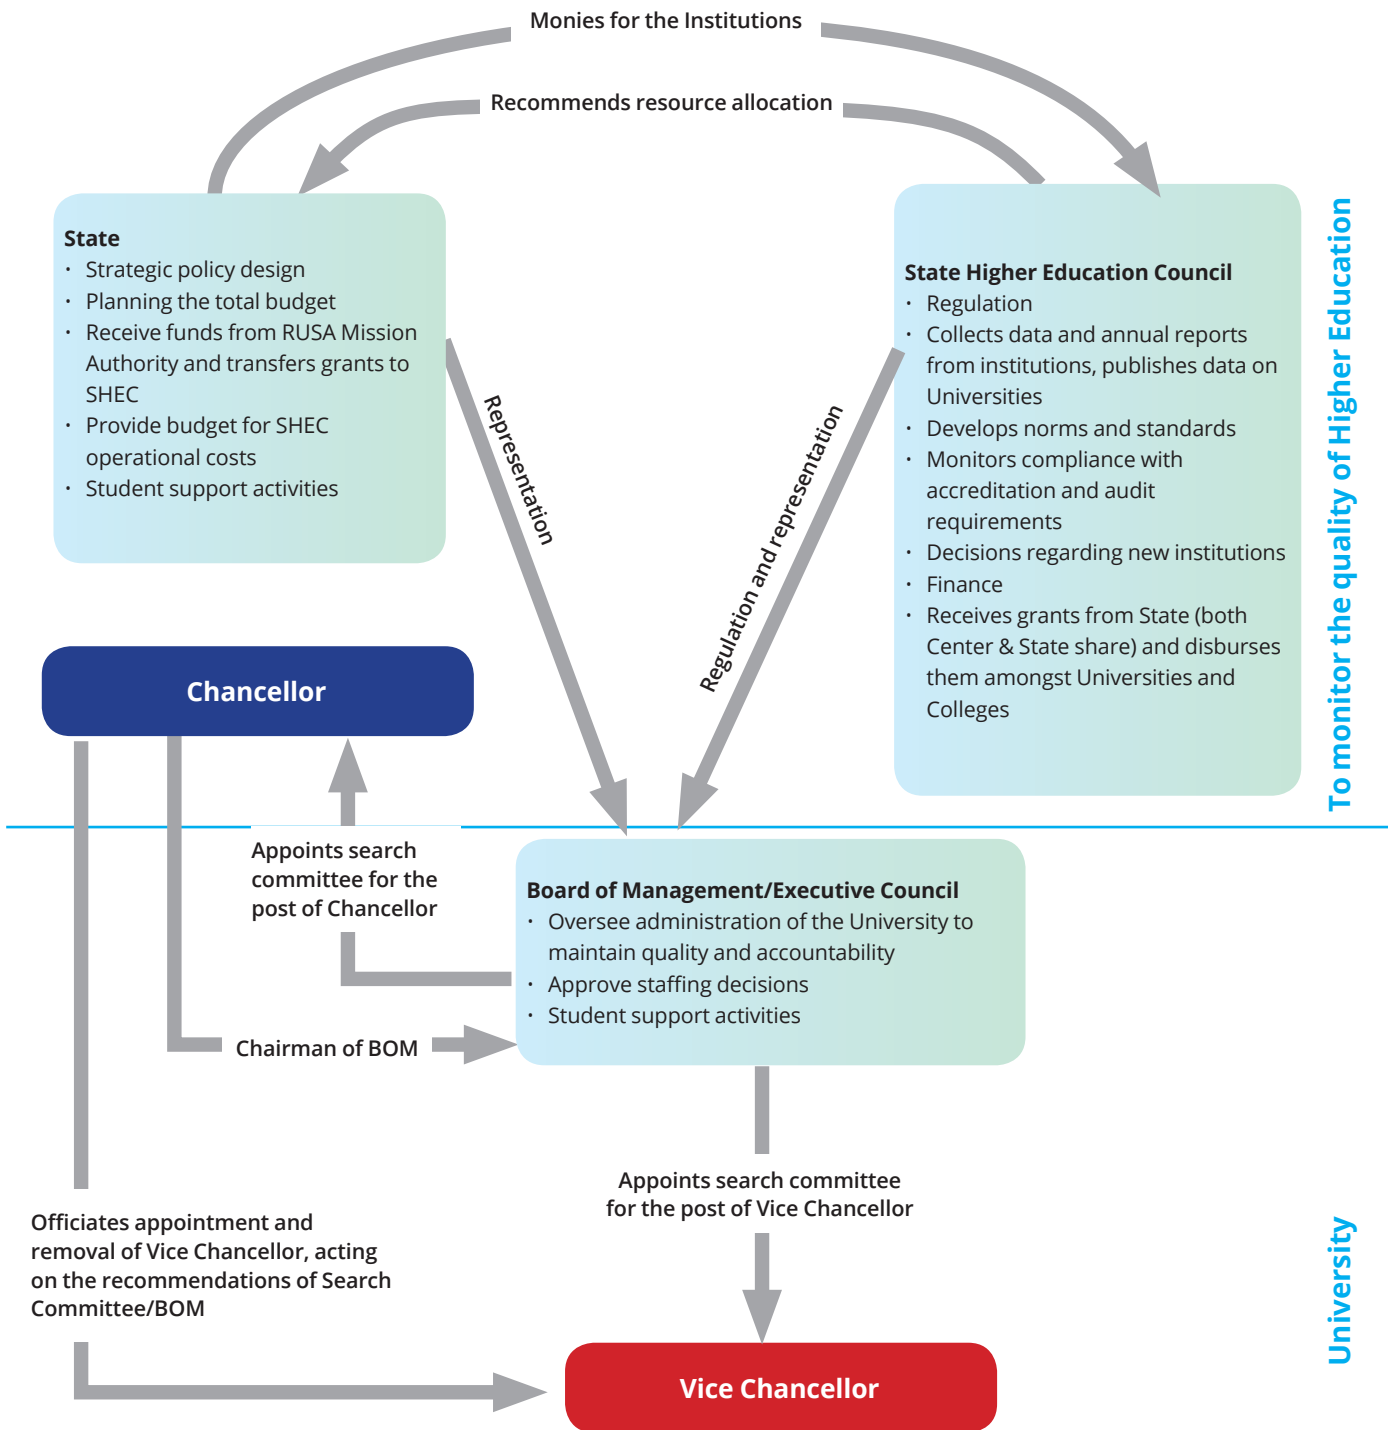 Monies for the Institutions
Recommends resource allocation
State
· Strategic policy design
· Planning the total budget
· Receive funds from RUSA Mission
Authority and transfers grants to
SHEC
· Provide budget for SHEC
operational costs
· Student support activities
State Higher Education Council
· Regulation
· Collects data and annual reports
from institutions, publishes data on
Universities
· Develops norms and standards
· Monitors compliance with
accreditation and audit
requirements
· Decisions regarding new institutions
· Finance
· Receives grants from State (both
Center & State share) and disburses
them amongst Universities and
Colleges
To monitor the quality of Higher Education
Representation
Regulation and representation
Chancellor
Appoints search
committee for the
post of Chancellor
Board of Management/Executive Council
· Oversee administration of the University to
maintain quality and accountability
· Approve staffing decisions
· Student support activities
Chairman of BOM
Appoints search committee
for the post of Vice Chancellor
Officiates appointment and
removal of Vice Chancellor, acting
on the recommendations of Search
Committee/BOM
University
Vice Chancellor